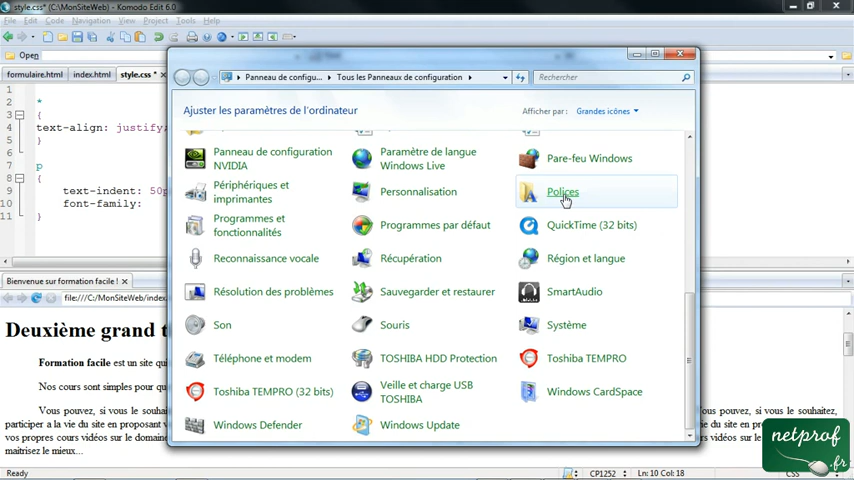 style.css* (C:\MonSiteWeb) - Komodo Edit 6.0
File Edit Code Navigation View Project Tools Help
Open
formulaire.html index.html style.css *
Panneau de configu... Tous les Panneaux de configuration
Rechercher
Ajuster les paramètres de l'ordinateur
Afficher par : Grandes icônes
1
2 *
3 {
4 text-align: justify;
5 }
6
7 p
8 {
9 text-indent: 50p
10 font-family:
11 }
Panneau de configuration NVIDIA
Paramètre de langue Windows Live
Pare-feu Windows
Périphériques et imprimantes
Personnalisation
Polices
Programmes et fonctionnalités
Programmes par défaut
QuickTime (32 bits)
Reconnaissance vocale
Récupération
Région et langue
Résolution des problèmes
Sauvegarder et restaurer
SmartAudio
Son
Souris
Système
Téléphone et modem
TOSHIBA HDD Protection
Toshiba TEMPRO
Toshiba TEMPRO (32 bits)
Veille et charge USB TOSHIBA
Windows CardSpace
Windows Defender
Windows Update
Bienvenue sur formation facile !
file:///C:/MonSiteWeb/index
Deuxième grand t
Formation facile est un site qui
Nos cours sont simples pour qu
Vous pouvez, si vous le souhai
ous pouvez, si vous le souhaitez,
participer a la vie du site en proposant v
vos propres cours vidéos sur le domaine
maitrisez le mieux...
Ready
CP1252 Ln: 10 Col: 18
CSS
netprof
.fr